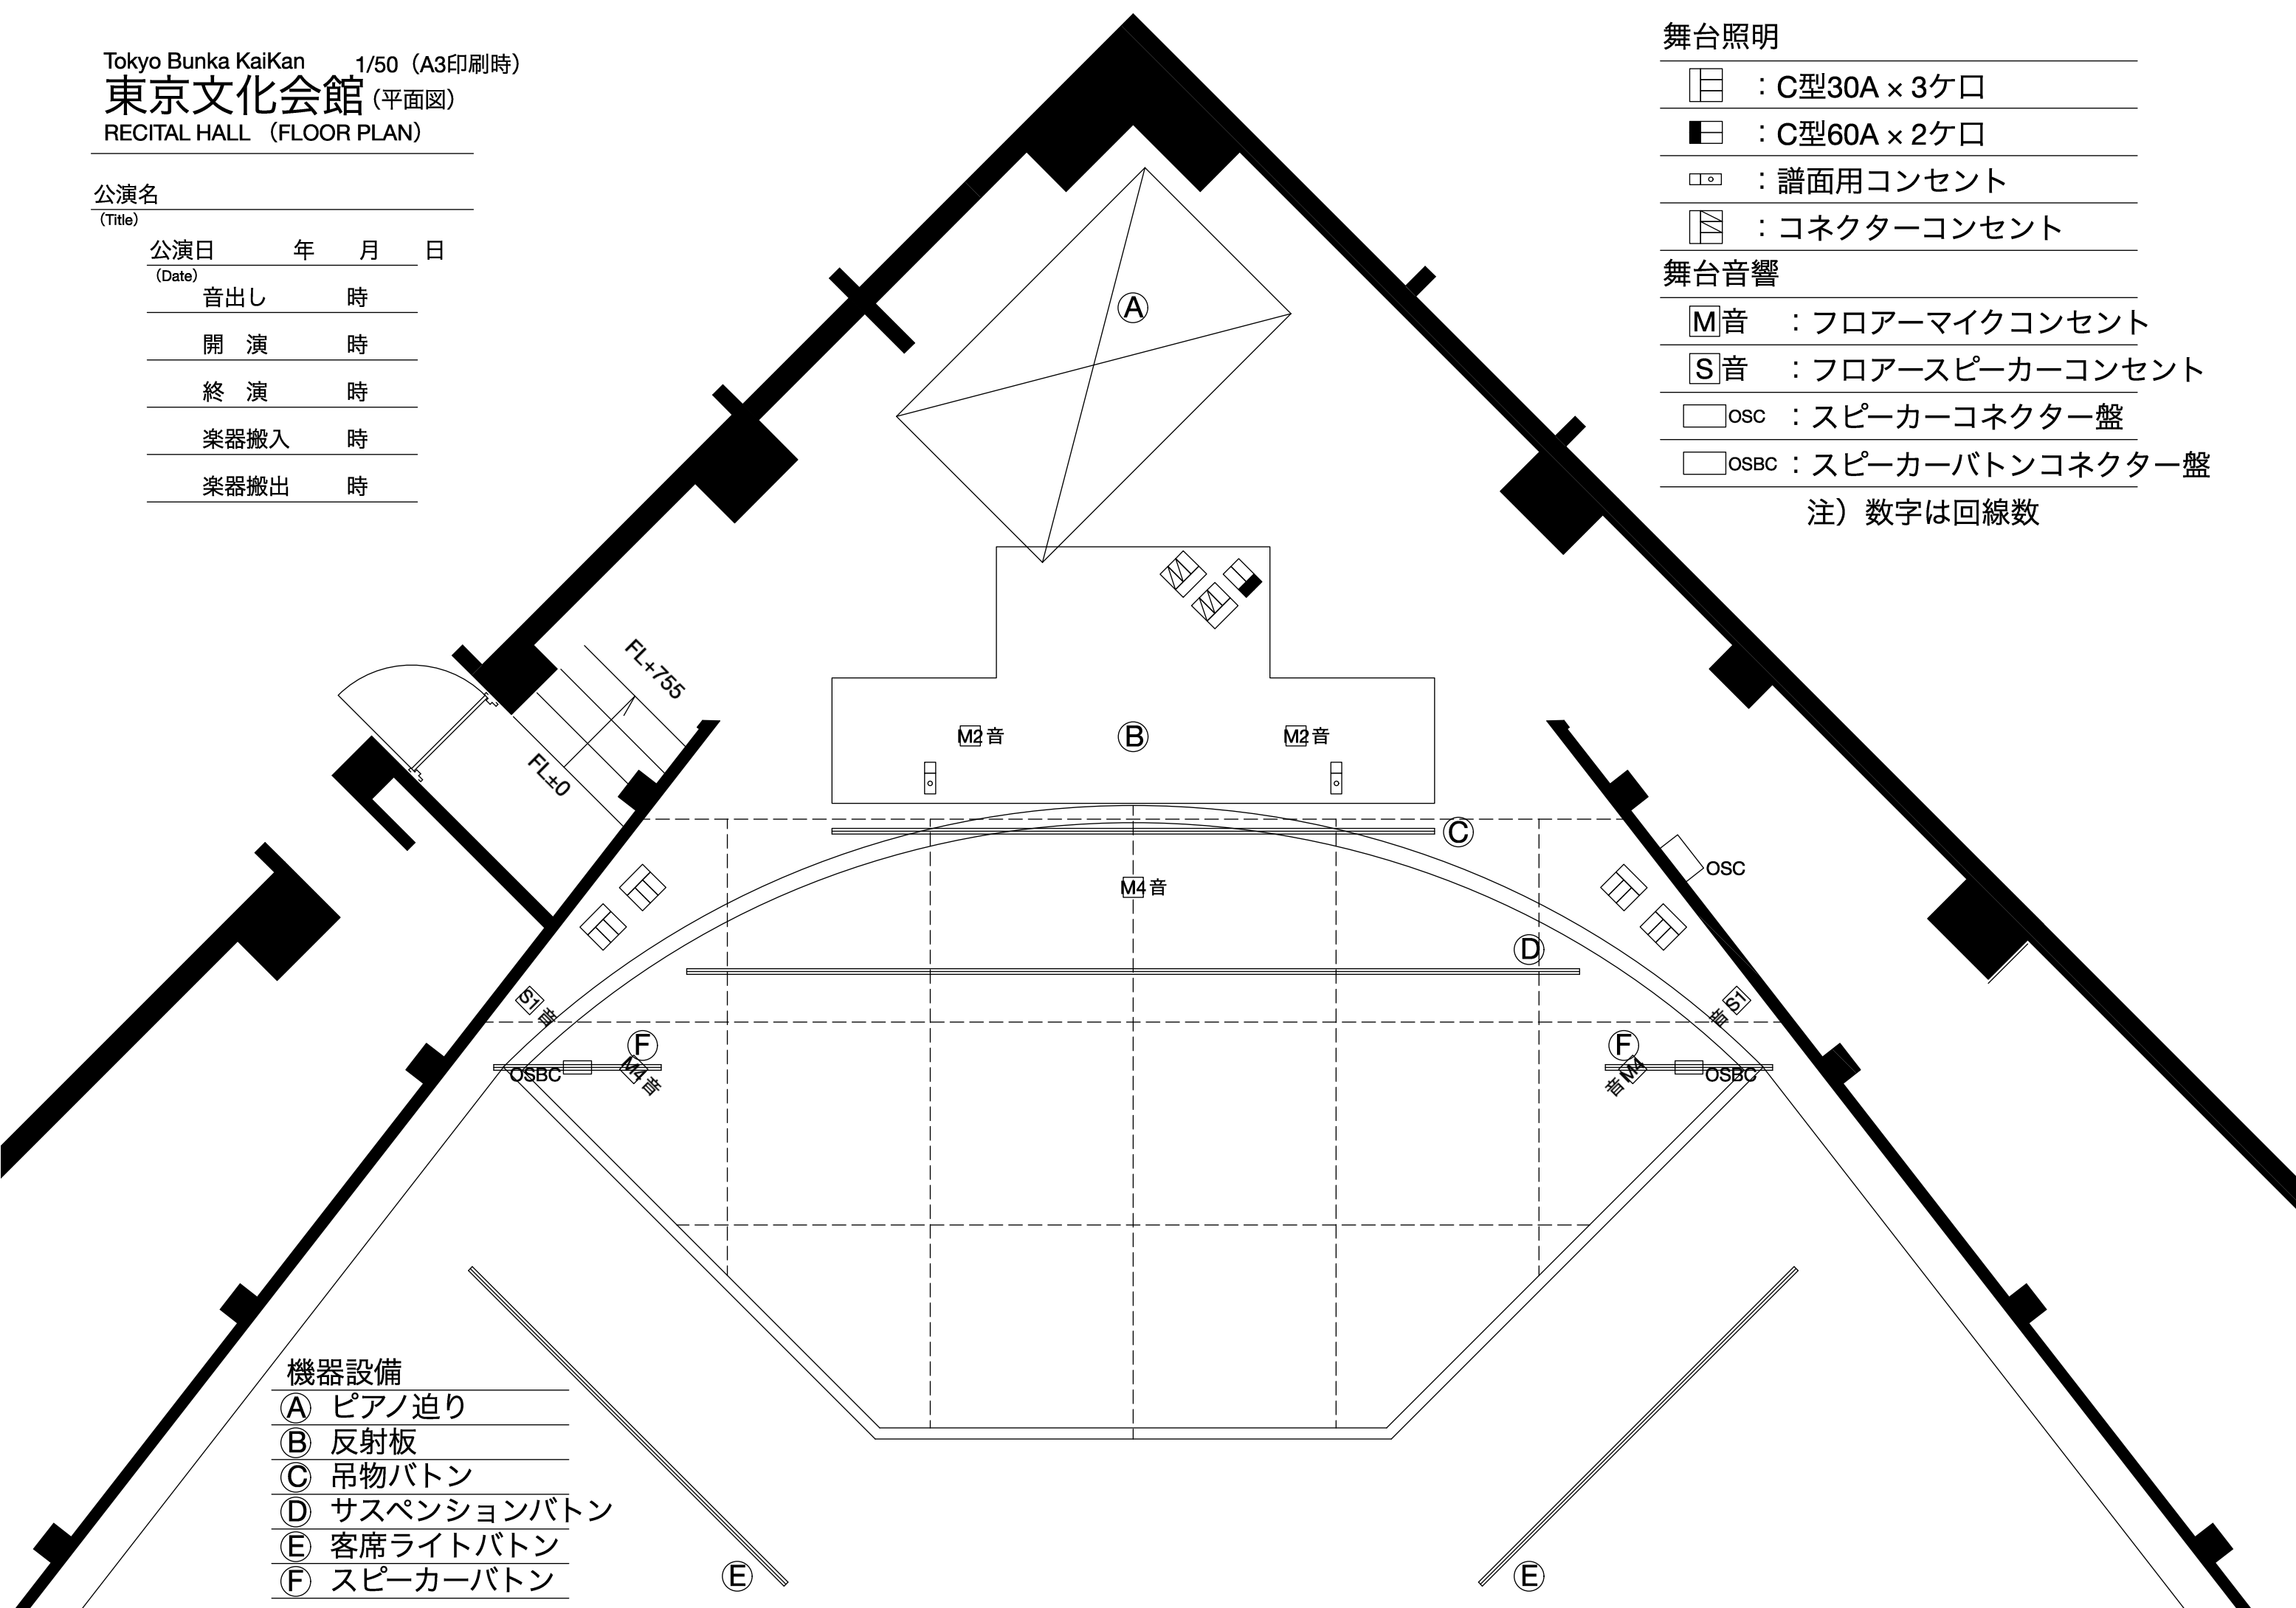 Tokyo Bunka KaiKan 1/50（A3印刷時）
東京文化会館（平面図）
RECITAL HALL （FLOOR PLAN）
公演名
（Title）
公演日 年 月 日
（Date）
音出し 時
開 演 時
終 演 時
楽器搬入 時
楽器搬出 時
舞台照明
：C型30A × 3ケ口
：C型60A × 2ケ口
：譜面用コンセント
：コネクターコンセント
舞台音響
M音 ：フロアーマイクコンセント
S音 ：フロアースピーカーコンセント
OSC ：スピーカーコネクター盤
OSBC ：スピーカーバトンコネクター盤
注）数字は回線数
A
FL+755
FL±0
M2音
B
M2音
C
OSC
M4音
D
S1音
音S1
F
F
OSBC
M4音
音M4
OSBC
機器設備
A ピアノ迫り
B 反射板
C 吊物バトン
D サスペンションバトン
E 客席ライトバトン
F スピーカーバトン
E
E